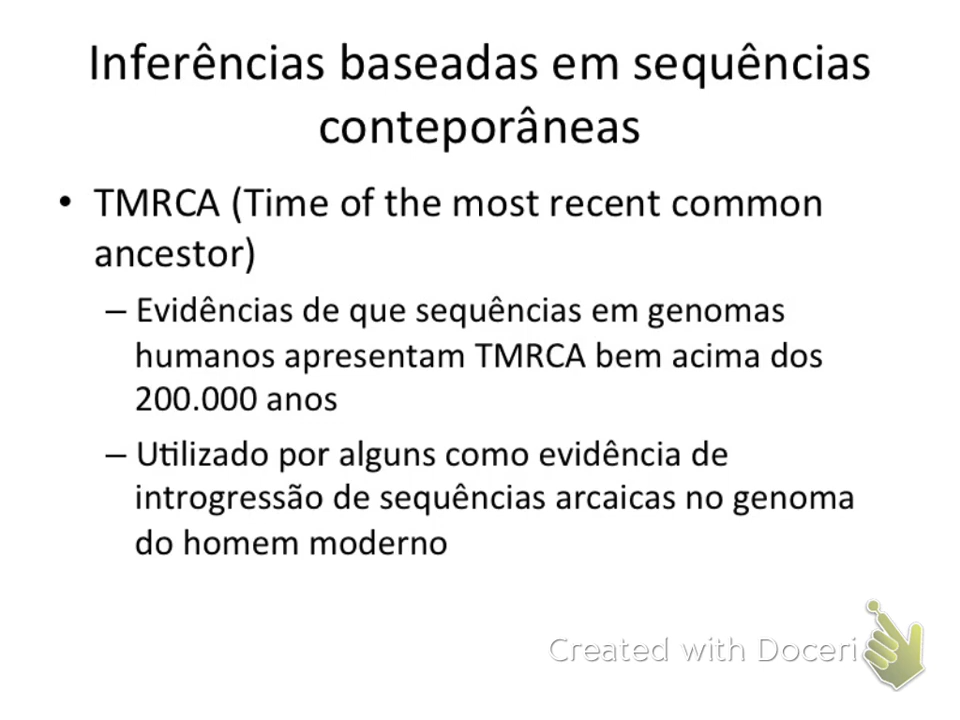 Inferências baseadas em sequências
conteporâneas
• TMRCA (Time of the most recent common
ancestor)
– Evidências de que sequências em genomas
humanos apresentam TMRCA bem acima dos
200.000 anos
– Utilizado por alguns como evidência de
introgressão de sequências arcaicas no genoma
do homem moderno
Created with Doceri